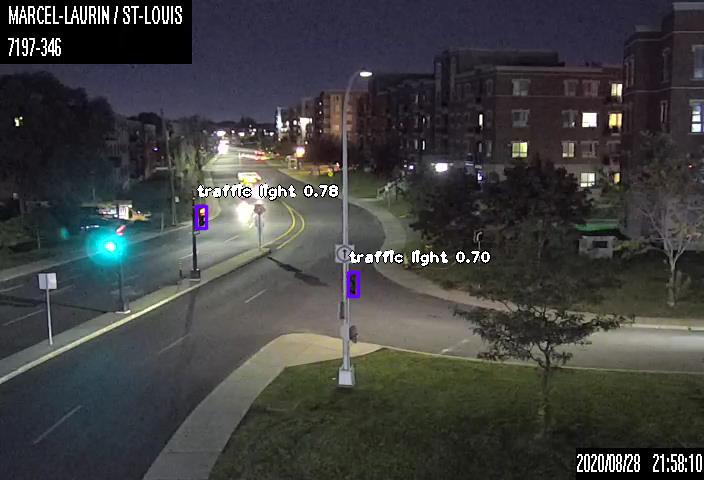 MARCEL-LAURIN / ST-LOUIS
7197-346
traffic light 0.78
traffic light 0.70
2020/08/28 21:58:10